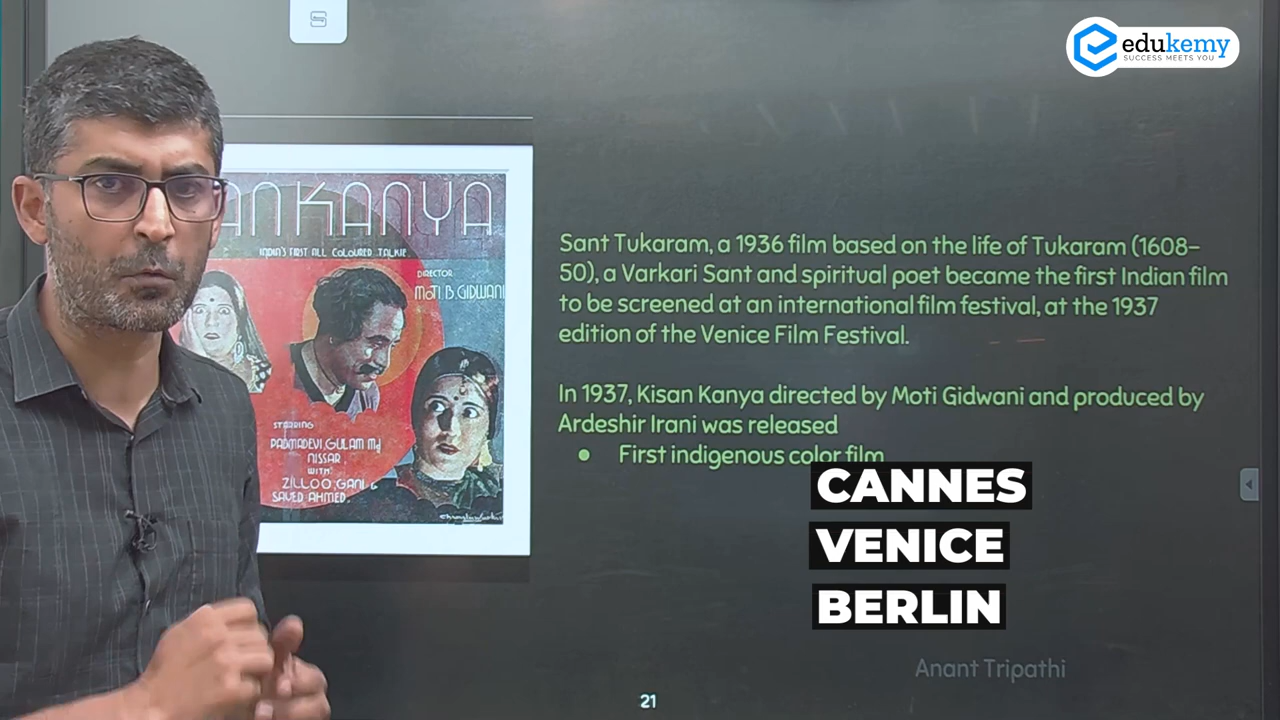 edukemy
SUCCESS MEETS YOU
ANKANYA
INDIA'S FIRST ALL COLOURED TALKIE
DIRECTOR
MOTI B. GIDWANI
STARRING
PADMADEVI, GULAM Md
NISSAR,
WITH
ZILLOO, GANI &
SAYED AHMED.
Sant Tukaram, a 1936 film based on the life of Tukaram (1608–
50), a Varkari Sant and spiritual poet became the first Indian film
to be screened at an international film festival, at the 1937
edition of the Venice Film Festival.
In 1937, Kisan Kanya directed by Moti Gidwani and produced by
Ardeshir Irani was released
● First indigenous color film
CANNES
VENICE
BERLIN
Anant Tripathi
21